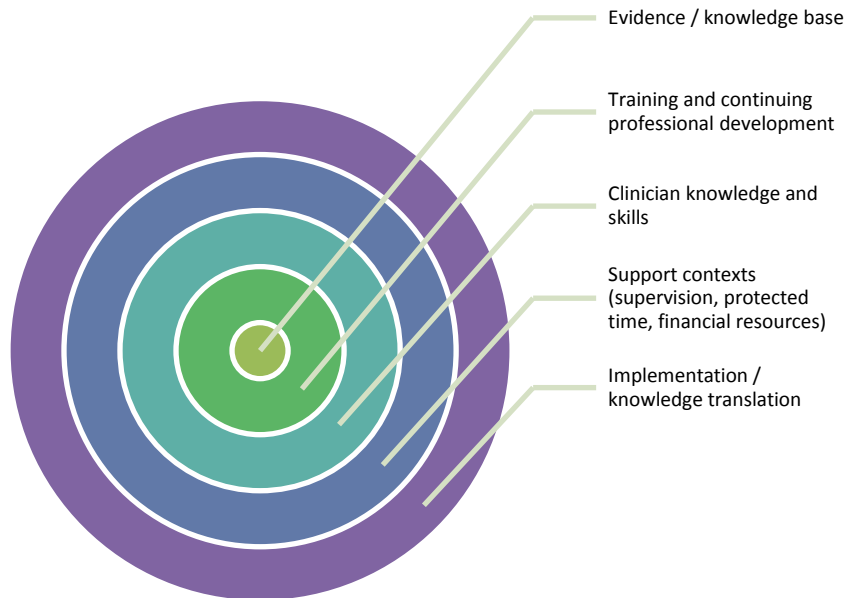 Evidence / knowledge base
Training and continuing
professional development
Clinician knowledge and
skills
Support contexts
(supervision, protected
time, financial resources)
Implementation /
knowledge translation